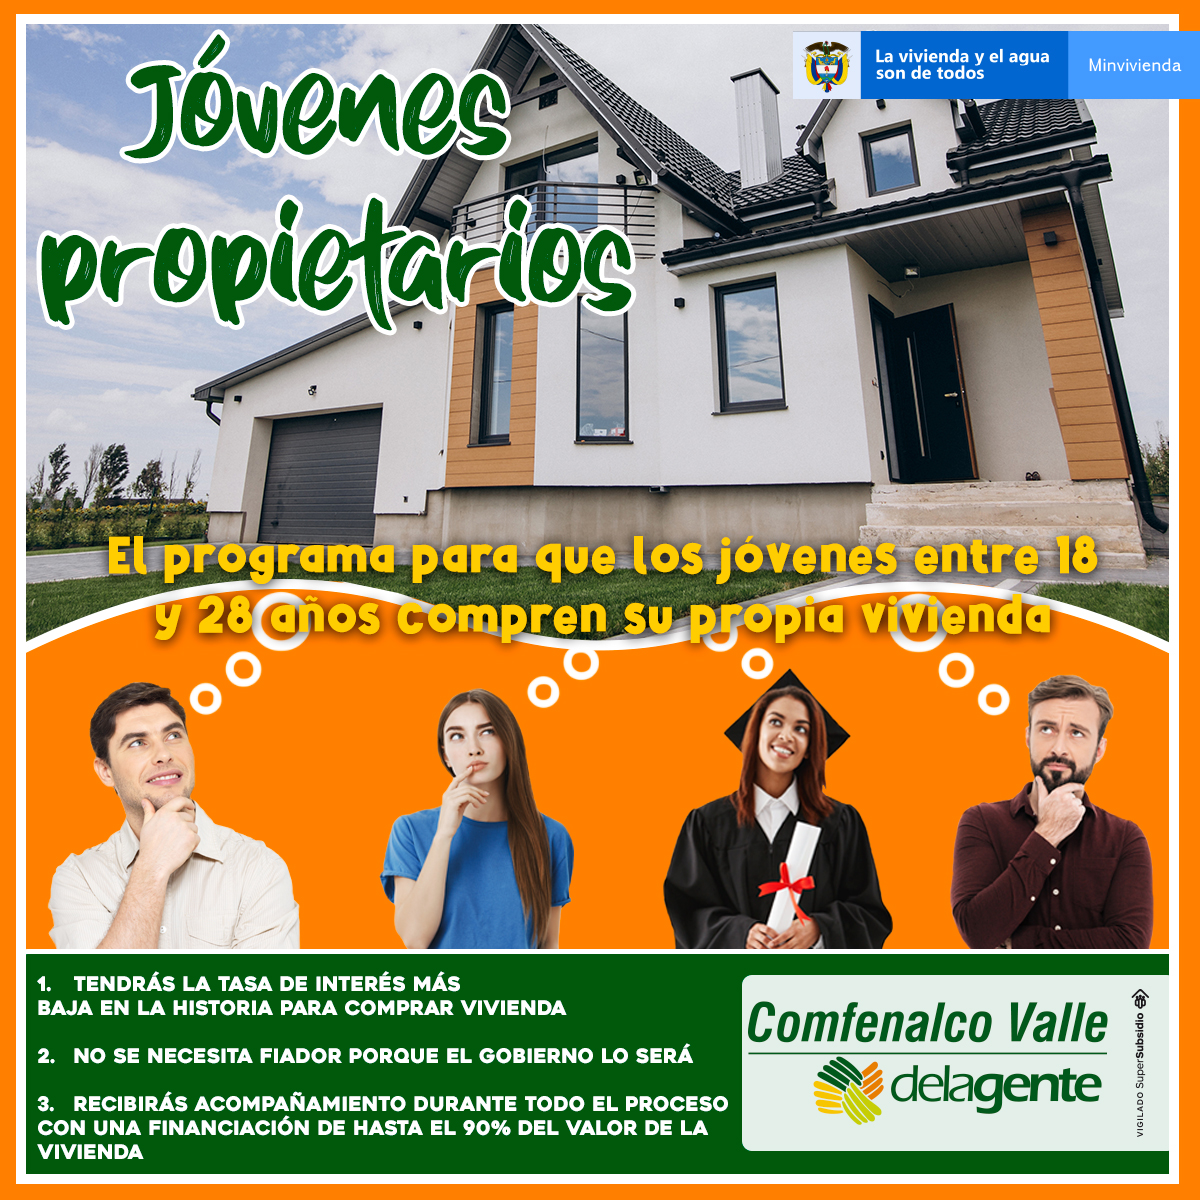 Jóvenes
propietarios
La vivienda y el agua
son de todos
Minvivienda
El programa para que los jóvenes entre 18
y 28 años compren su propia vivienda
1. TENDRÁS LA TASA DE INTERÉS MÁS
BAJA EN LA HISTORIA PARA COMPRAR VIVIENDA
2. NO SE NECESITA FIADOR PORQUE EL GOBIERNO LO SERÁ
3. RECIBIRÁS ACOMPAÑAMIENTO DURANTE TODO EL PROCESO
CON UNA FINANCIACIÓN DE HASTA EL 90% DEL VALOR DE LA
VIVIENDA
Comfenalco Valle
delagente
VIGILADO SuperSubsidio